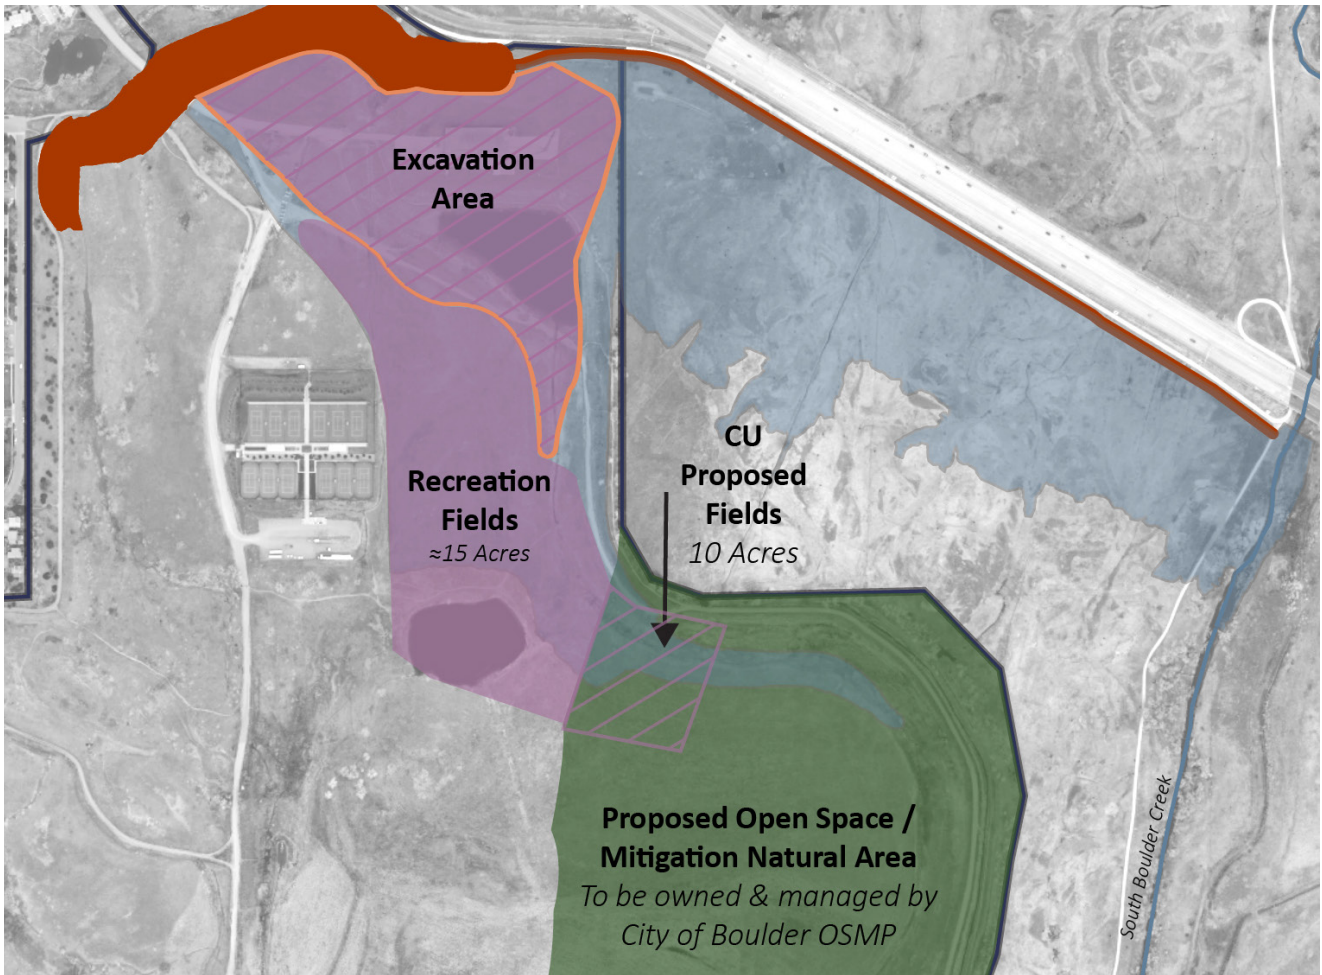 Excavation
Area
CU
Proposed
Fields
10 Acres
Recreation
Fields
≈15 Acres
Proposed Open Space /
Mitigation Natural Area
To be owned & managed by
City of Boulder OSMP
South Boulder Creek